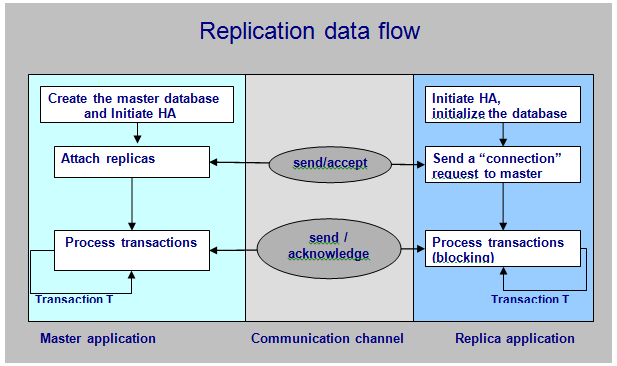 Replication data flow
Create the master database
and Initiate HA
Initiate HA,
initialize the database
Attach replicas
send/accept
Send a “connection”
request to master
Process transactions
send /
acknowledge
Process transactions
(blocking)
Transaction T
Transaction T
Master application
Communication channel
Replica application